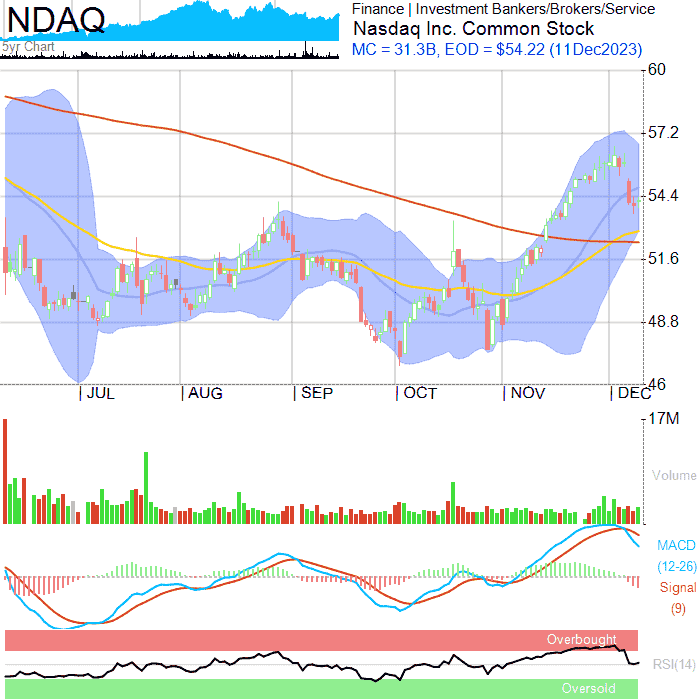 NDAQ
5yr Chart
Finance | Investment Bankers/Brokers/Service
Nasdaq Inc. Common Stock
MC = 31.3B, EOD = $54.22 (11Dec2023)
60
57.2
54.4
51.6
48.8
46
JUL AUG SEP OCT NOV DEC
17M
Volume
MACD
(12-26)
Signal
(9)
Overbought
RSI(14)
Oversold